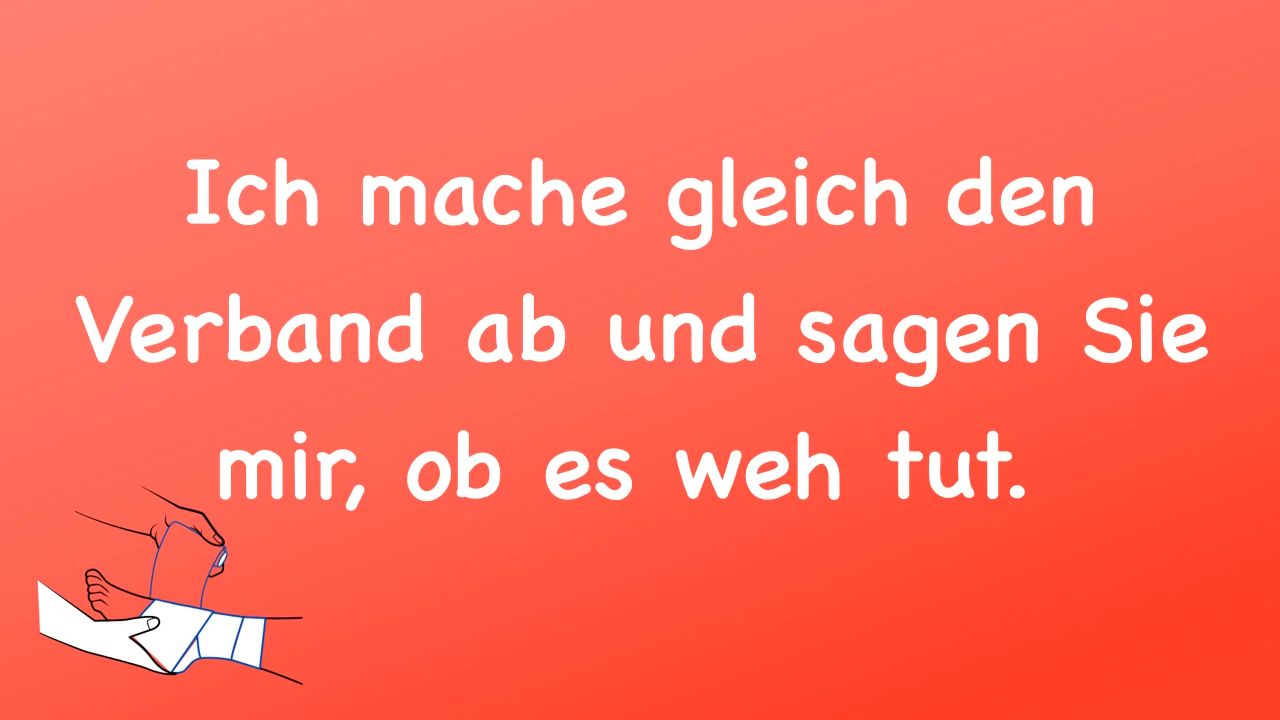 Ich mache gleich den
Verband ab und sagen Sie
mir, ob es weh tut.